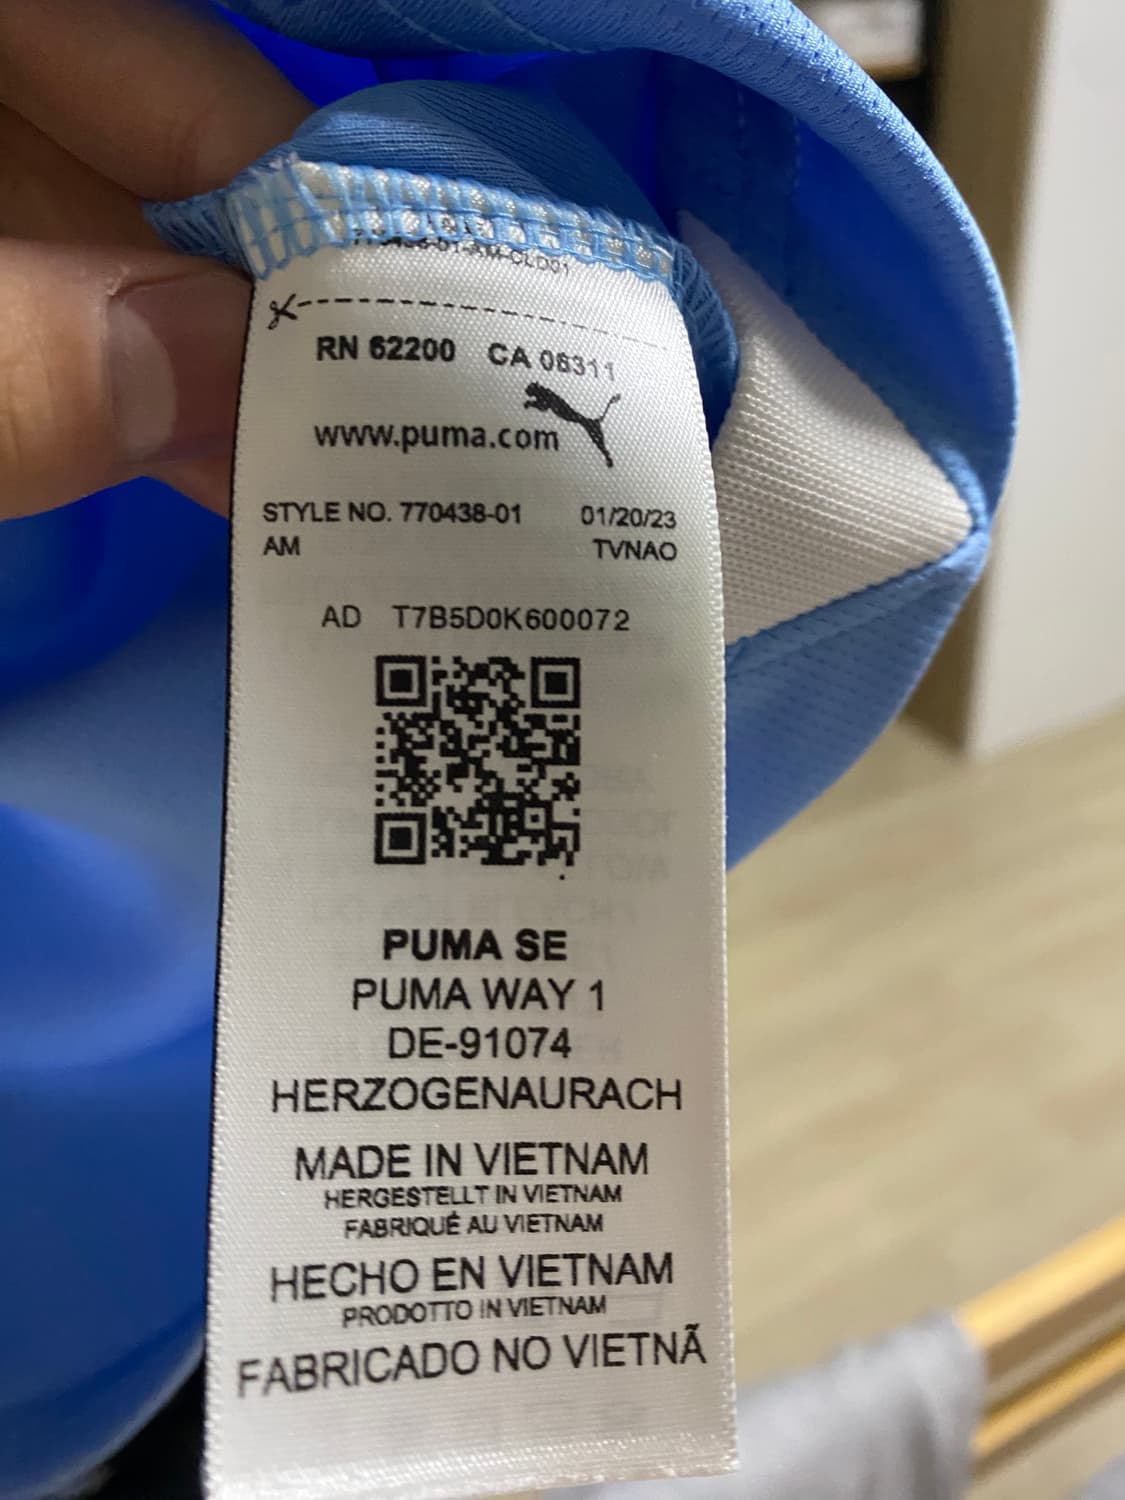 RN 62200 CA 06311
www.puma.com
STYLE NO. 770438-01 01/20/23
AM TVNAO
AD T7B5D0K600072
PUMA SE
PUMA WAY 1
DE-91074
HERZOGENAURACH
MADE IN VIETNAM
HERGESTELLT IN VIETNAM
FABRIQUÉ AU VIETNAM
HECHO EN VIETNAM
PRODOTTO IN VIETNAM
FABRICADO NO VIETNÃ